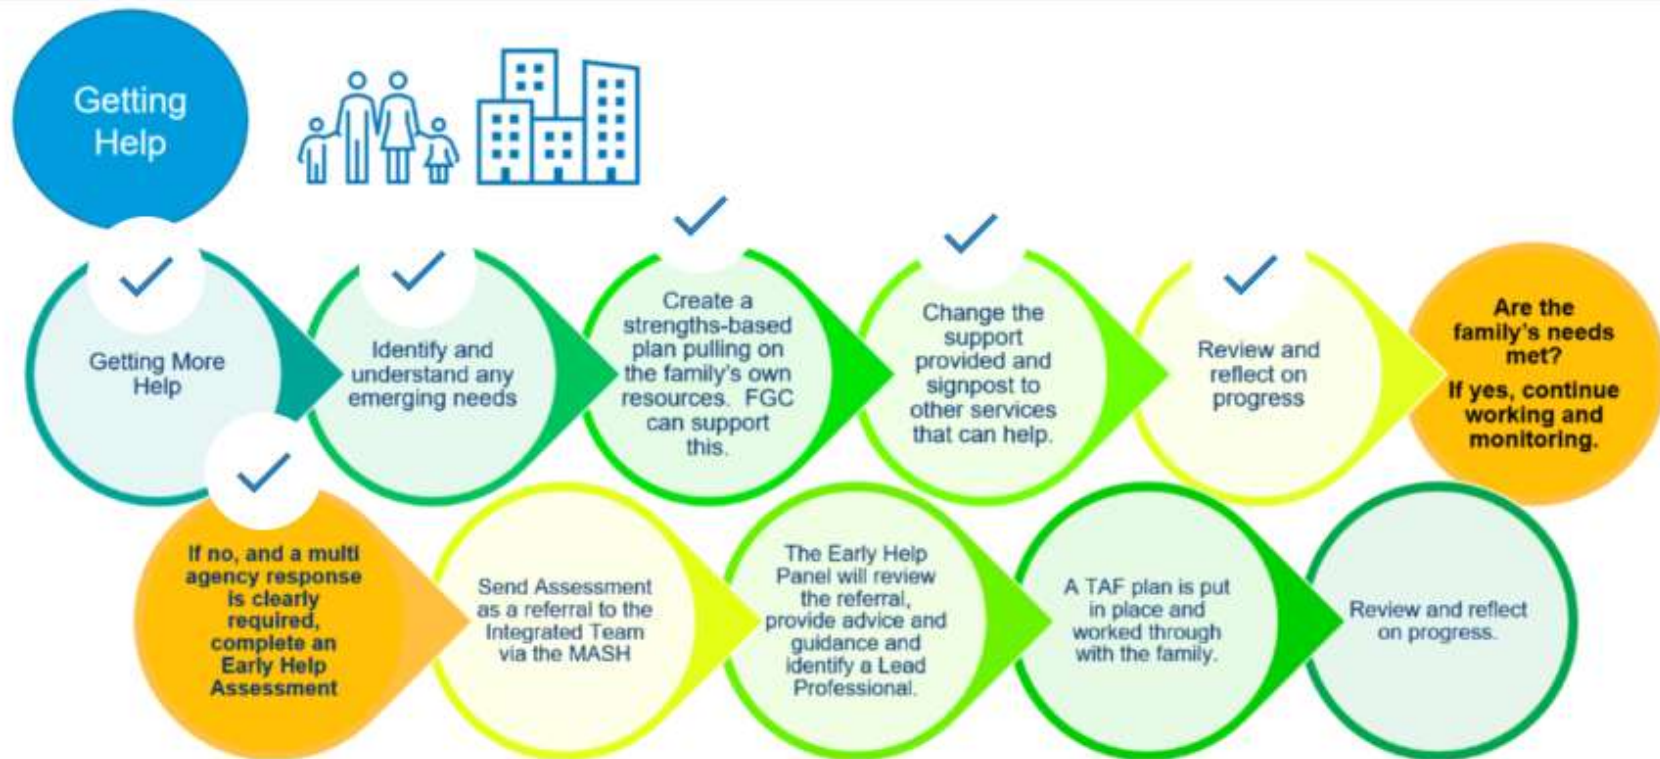 Getting
Help
Getting More
Help
Identify and
understand any
emerging needs
Create a
strengths-based
plan pulling on
the family's own
resources. FGC
can support
this.
Change the
support
provided and
signpost to
other services
that can help.
Review and
reflect on
progress
Are the
family's needs
met?
If yes, continue
working and
monitoring.
If no, and a multi
agency response
is clearly
required,
complete an
Early Help
Assessment
Send Assessment
as a referral to the
Integrated Team
via the MASH
The Early Help
Panel will review
the referral,
provide advice and
guidance and
identify a Lead
Professional.
A TAF plan is put
in place and
worked through
with the family.
Review and reflect
on progress.